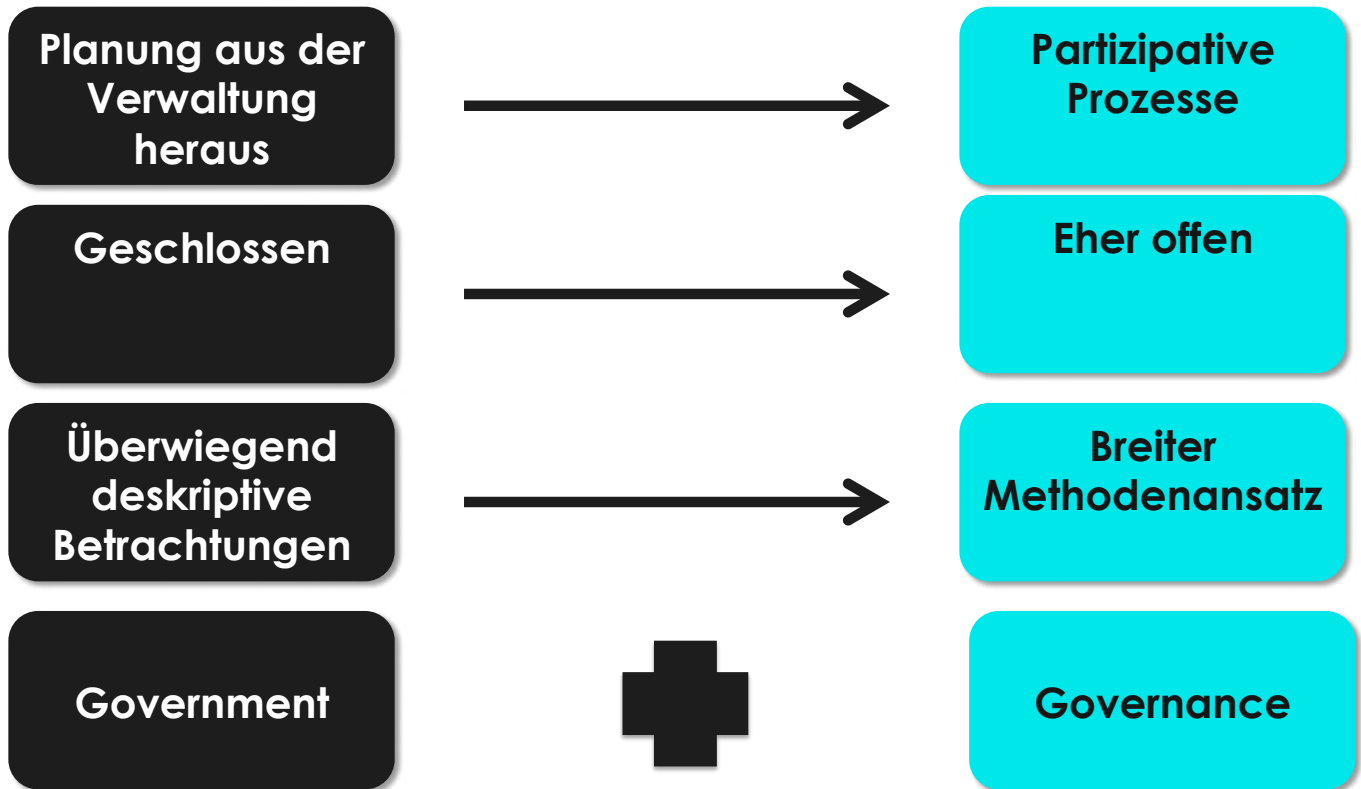 Planung aus der
Verwaltung
heraus
Partizipative
Prozesse
Geschlossen
Eher offen
Überwiegend
deskriptive
Betrachtungen
Breiter
Methodenansatz
Government
Governance